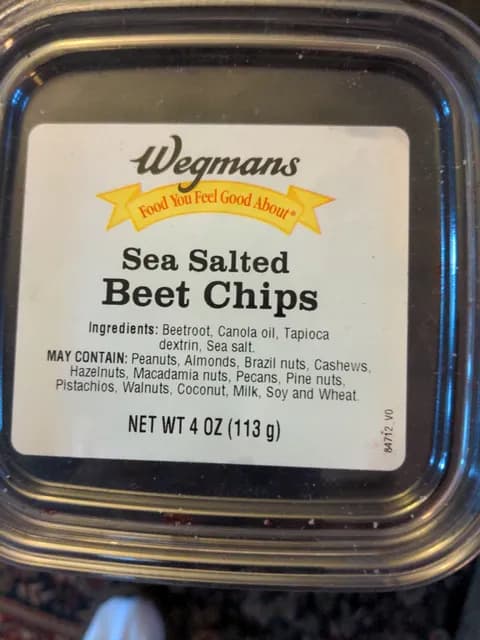 Wegmans
Food You Feel Good About®
Sea Salted
Beet Chips
Ingredients: Beetroot, Canola oil, Tapioca
dextrin, Sea salt.
MAY CONTAIN: Peanuts, Almonds, Brazil nuts, Cashews,
Hazelnuts, Macadamia nuts, Pecans, Pine nuts,
Pistachios, Walnuts, Coconut, Milk, Soy and Wheat.
NET WT 4 OZ (113 g)
84712_V0